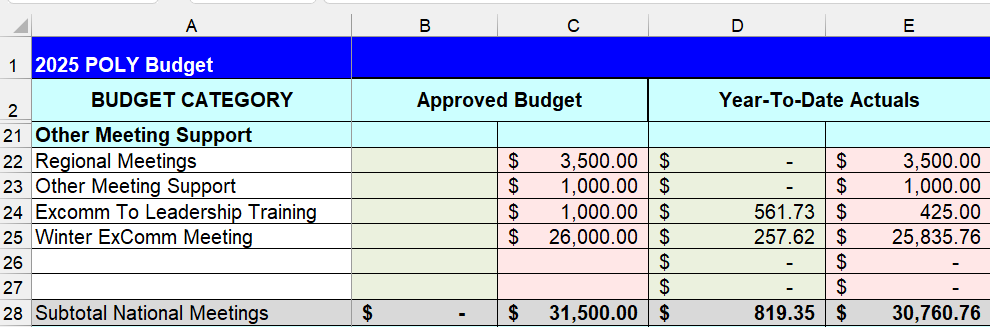 A B C D E
1 2025 POLY Budget
2 BUDGET CATEGORY Approved Budget Year-To-Date Actuals
21 Other Meeting Support
22 Regional Meetings $ 3,500.00 $ - $ 3,500.00
23 Other Meeting Support $ 1,000.00 $ - $ 1,000.00
24 Excomm To Leadership Training $ 1,000.00 $ 561.73 $ 425.00
25 Winter ExComm Meeting $ 26,000.00 $ 257.62 $ 25,835.76
26 $ - $ -
27 $ - $ -
28 Subtotal National Meetings $ - $ 31,500.00 $ 819.35 $ 30,760.76